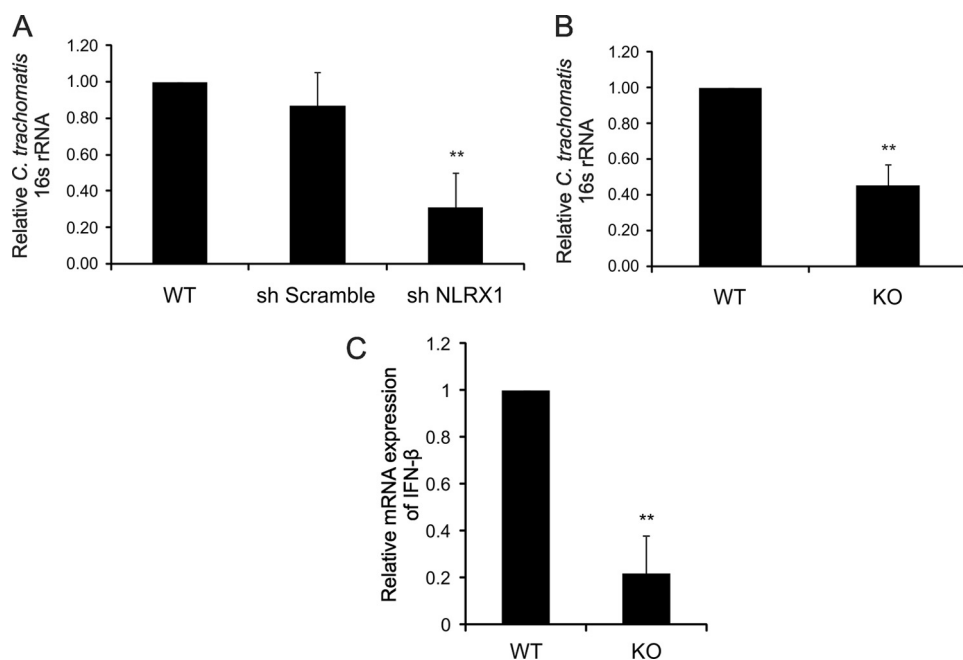 A
Relative C. trachomatis
16s rRNA
1.20
1.00
0.80
0.60
0.40
0.20
0.00
**
WT
sh Scramble
sh NLRX1
B
Relative C. trachomatis
16s rRNA
1.20
1.00
0.80
0.60
0.40
0.20
0.00
**
WT
KO
C
Relative mRNA expression
of IFN-β
1.2
1
0.8
0.6
0.4
0.2
0
**
WT
KO